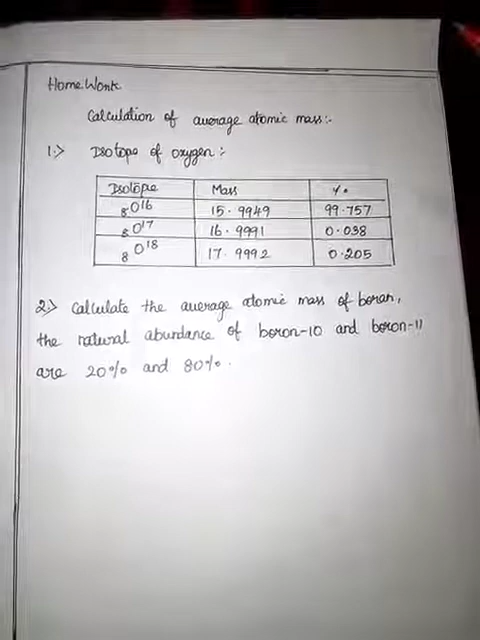 Home Work
Calculation of average atomic mass:-
1.> Isotope of oxygen:-
Isotope Mass %
₈O¹⁶ 15.9949 99.757
₈O¹⁷ 16.9991 0.038
₈O¹⁸ 17.9992 0.205
2.> Calculate the average atomic mass of boran,
the natural abundance of boron-10 and boron-11
are 20% and 80%.